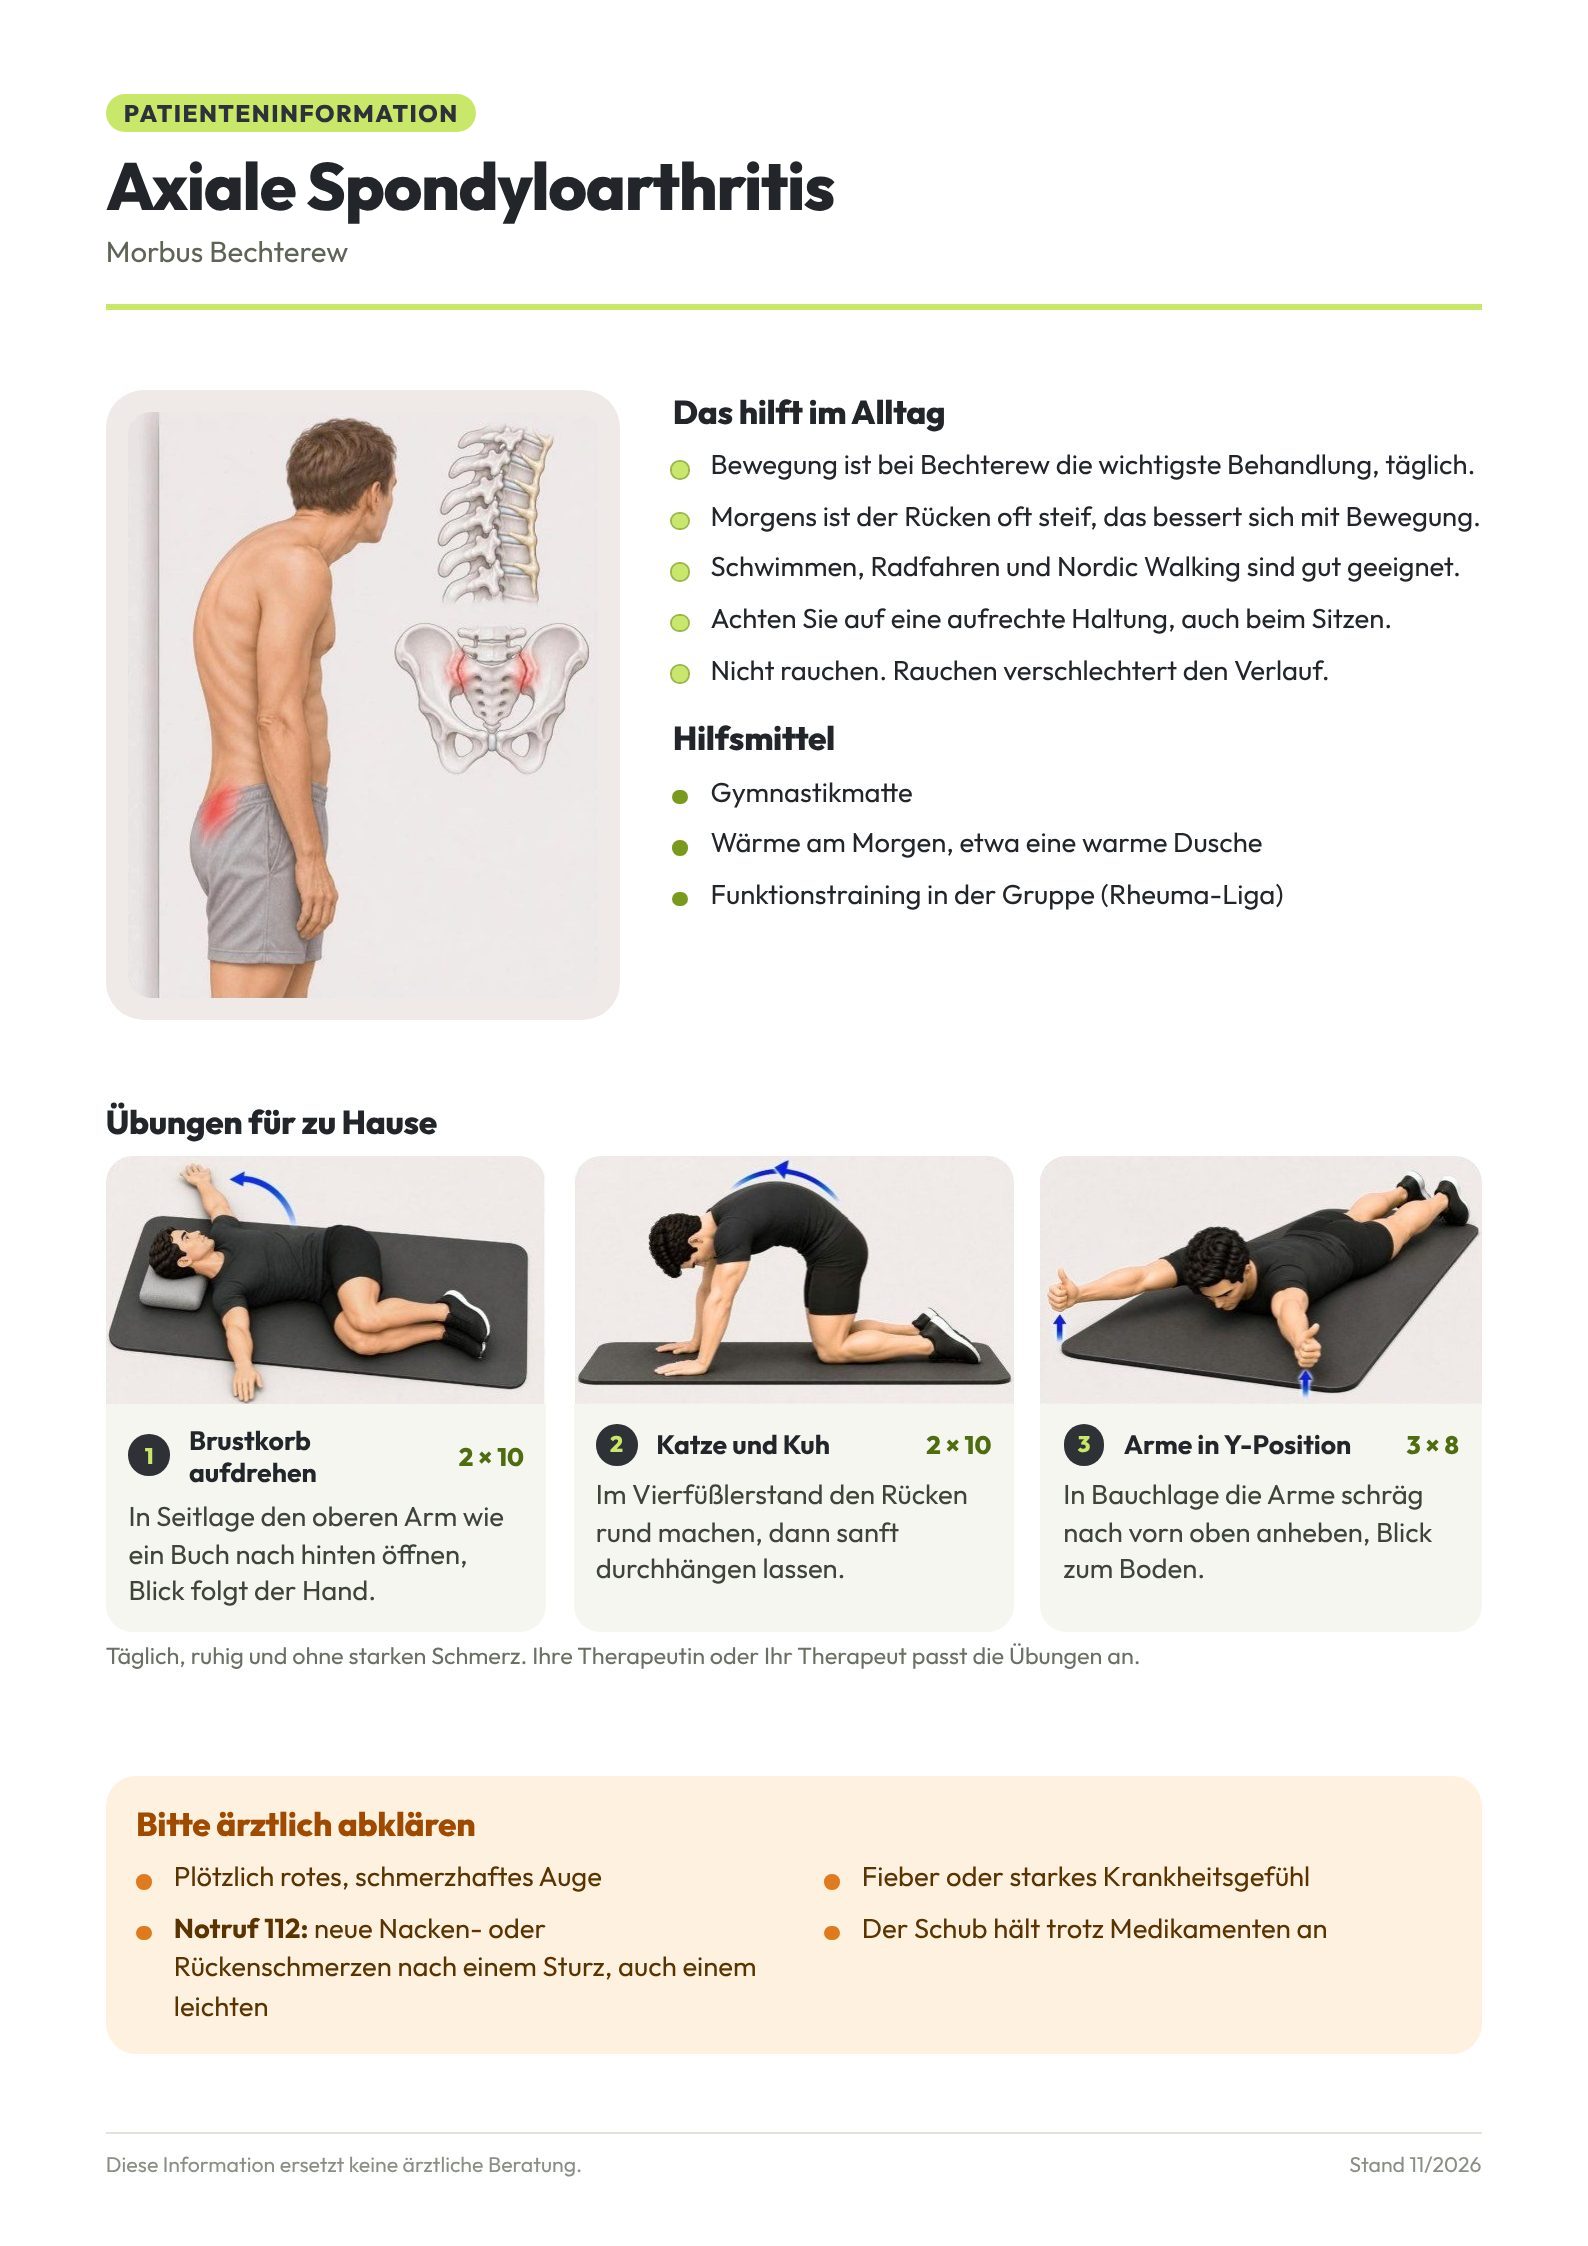 PATIENTENINFORMATION
Axiale Spondyloarthritis
Morbus Bechterew
Das hilft im Alltag
Bewegung ist bei Bechterew die wichtigste Behandlung, täglich.
Morgens ist der Rücken oft steif, das bessert sich mit Bewegung.
Schwimmen, Radfahren und Nordic Walking sind gut geeignet.
Achten Sie auf eine aufrechte Haltung, auch beim Sitzen.
Nicht rauchen. Rauchen verschlechtert den Verlauf.
Hilfsmittel
Gymnastikmatte
Wärme am Morgen, etwa eine warme Dusche
Funktionstraining in der Gruppe (Rheuma-Liga)
Übungen für zu Hause
1 Brustkorb
aufdrehen 2 × 10
In Seitlage den oberen Arm wie
ein Buch nach hinten öffnen,
Blick folgt der Hand.
2 Katze und Kuh 2 × 10
Im Vierfüßlerstand den Rücken
rund machen, dann sanft
durchhängen lassen.
3 Arme in Y-Position 3 × 8
In Bauchlage die Arme schräg
nach vorn oben anheben, Blick
zum Boden.
Täglich, ruhig und ohne starken Schmerz. Ihre Therapeutin oder Ihr Therapeut passt die Übungen an.
Bitte ärztlich abklären
Plötzlich rotes, schmerzhaftes Auge
Notruf 112: neue Nacken- oder
Rückenschmerzen nach einem Sturz, auch einem
leichten
Fieber oder starkes Krankheitsgefühl
Der Schub hält trotz Medikamenten an
Diese Information ersetzt keine ärztliche Beratung.
Stand 11/2026